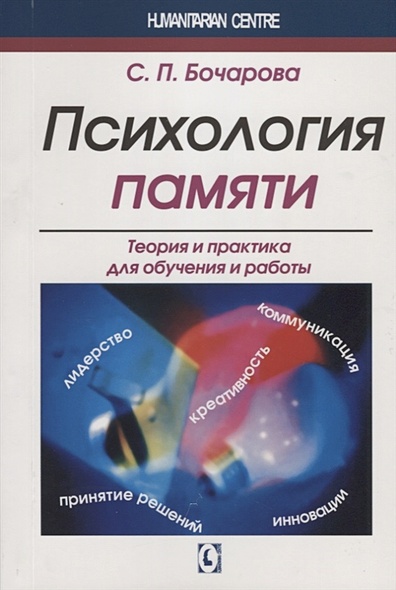 HUMANITARIAN CENTRE
С. П. Бочарова
Психология
памяти
Теория и практика
для обучения и работы
лидерство
коммуникация
креативность
принятие решений
инновации